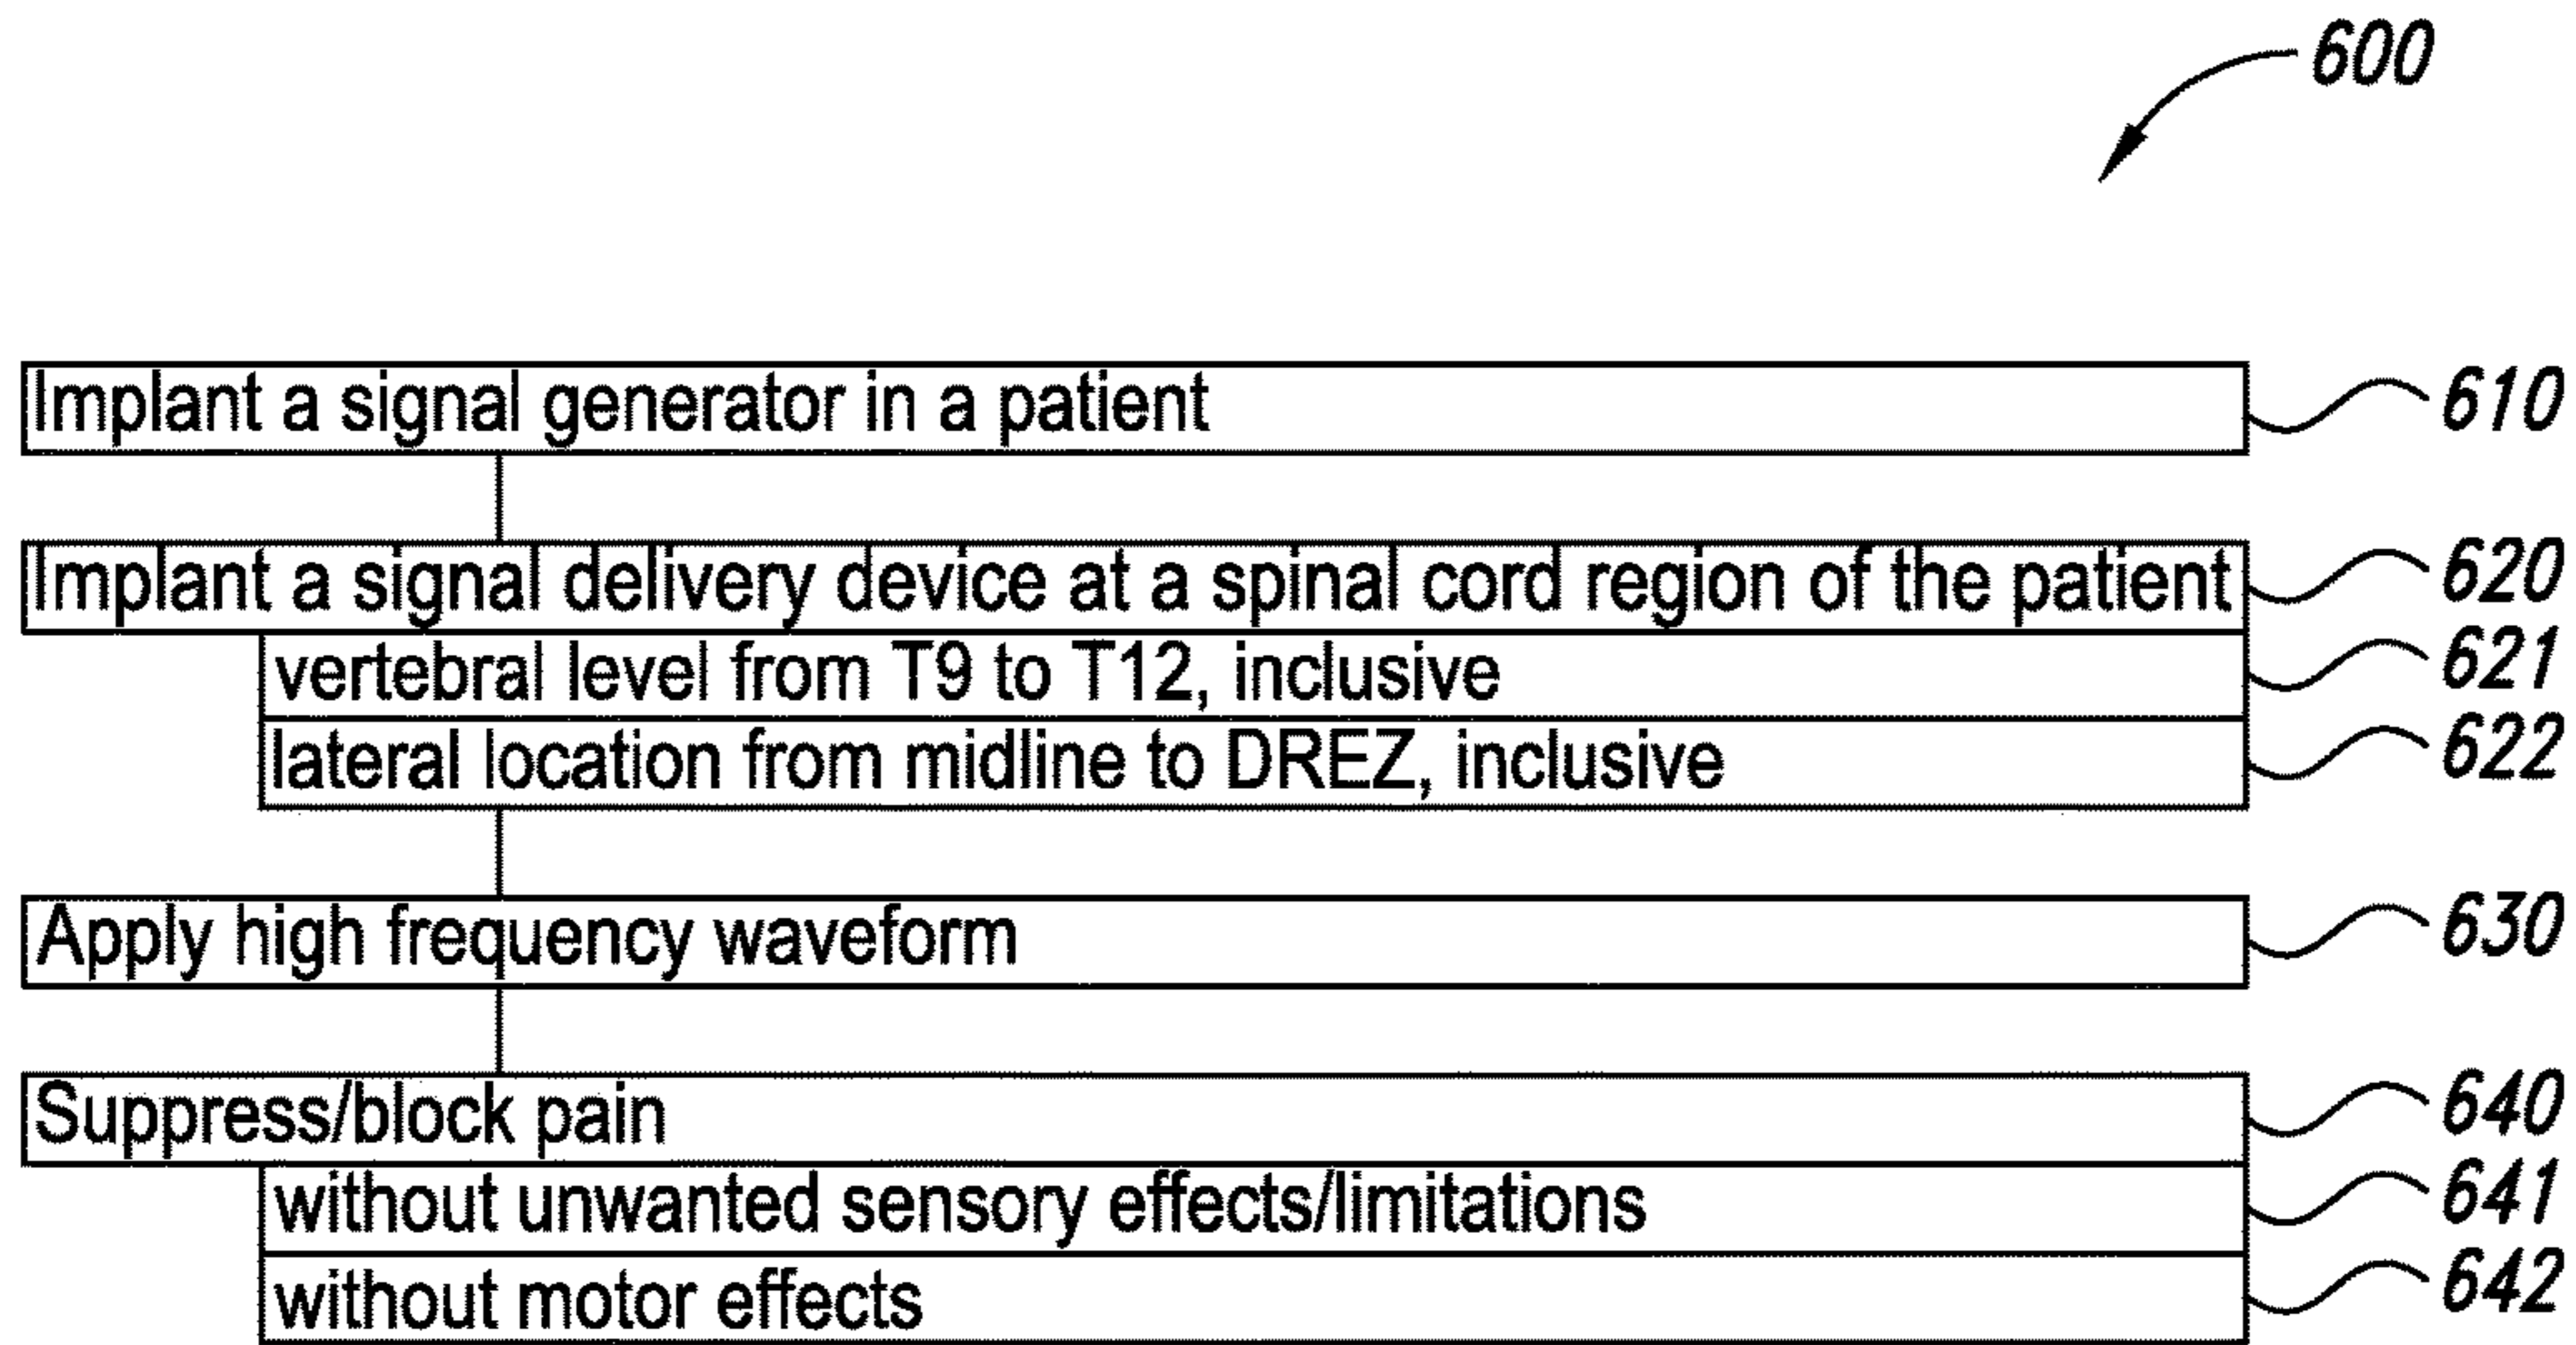 600
Implant a signal generator in a patient 610
Implant a signal delivery device at a spinal cord region of the patient 620
vertebral level from T9 to T12, inclusive 621
lateral location from midline to DREZ, inclusive 622
Apply high frequency waveform 630
Suppress/block pain 640
without unwanted sensory effects/limitations 641
without motor effects 642